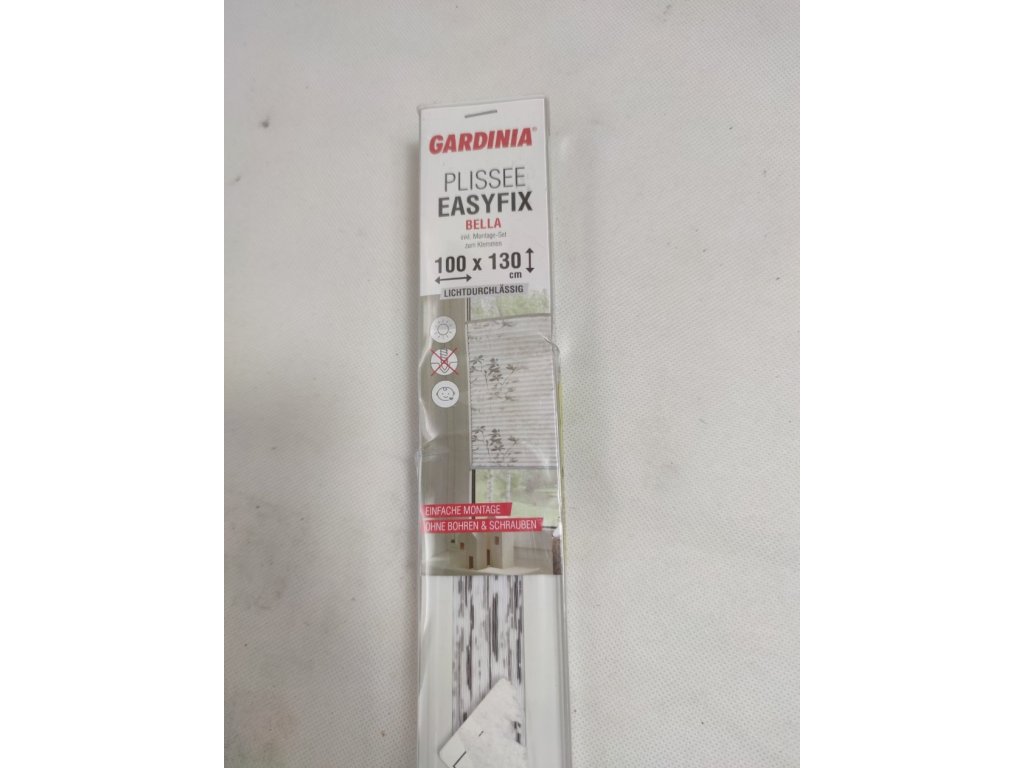 GARDINIA®
PLISSEE
EASYFIX
BELLA
inkl. Montage-Set
zum Klemmen
100 x 130
cm
LICHTDURCHLÄSSIG
EINFACHE MONTAGE
OHNE BOHREN & SCHRAUBEN